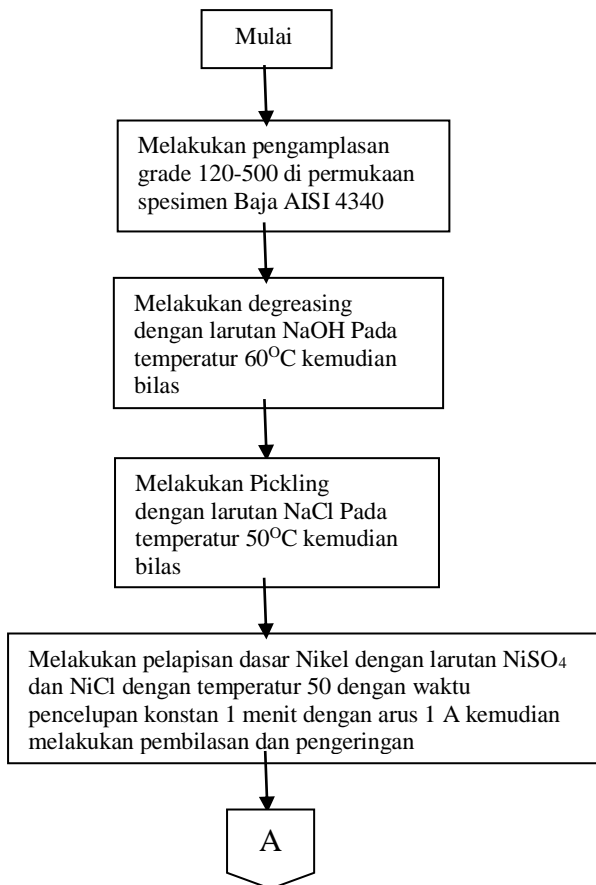 Mulai
Melakukan pengamplasan
grade 120-500 di permukaan
spesimen Baja AISI 4340
Melakukan degreasing
dengan larutan NaOH Pada
temperatur 60ᴼC kemudian
bilas
Melakukan Pickling
dengan larutan NaCl Pada
temperatur 50ᴼC kemudian
bilas
Melakukan pelapisan dasar Nikel dengan larutan NiSO₄
dan NiCl dengan temperatur 50 dengan waktu
pencelupan konstan 1 menit dengan arus 1 A kemudian
melakukan pembilasan dan pengeringan
A